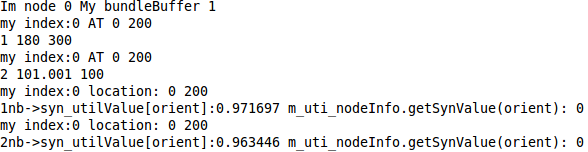 Im node 0 My bundleBuffer 1
my index:0 AT 0 200
1 180 300
my index:0 AT 0 200
2 101.001 100
my index:0 location: 0 200
1nb->syn_utilValue[orient]:0.971697 m_uti_nodeInfo.getSynValue(orient): 0
my index:0 location: 0 200
2nb->syn_utilValue[orient]:0.963446 m_uti_nodeInfo.getSynValue(orient): 0